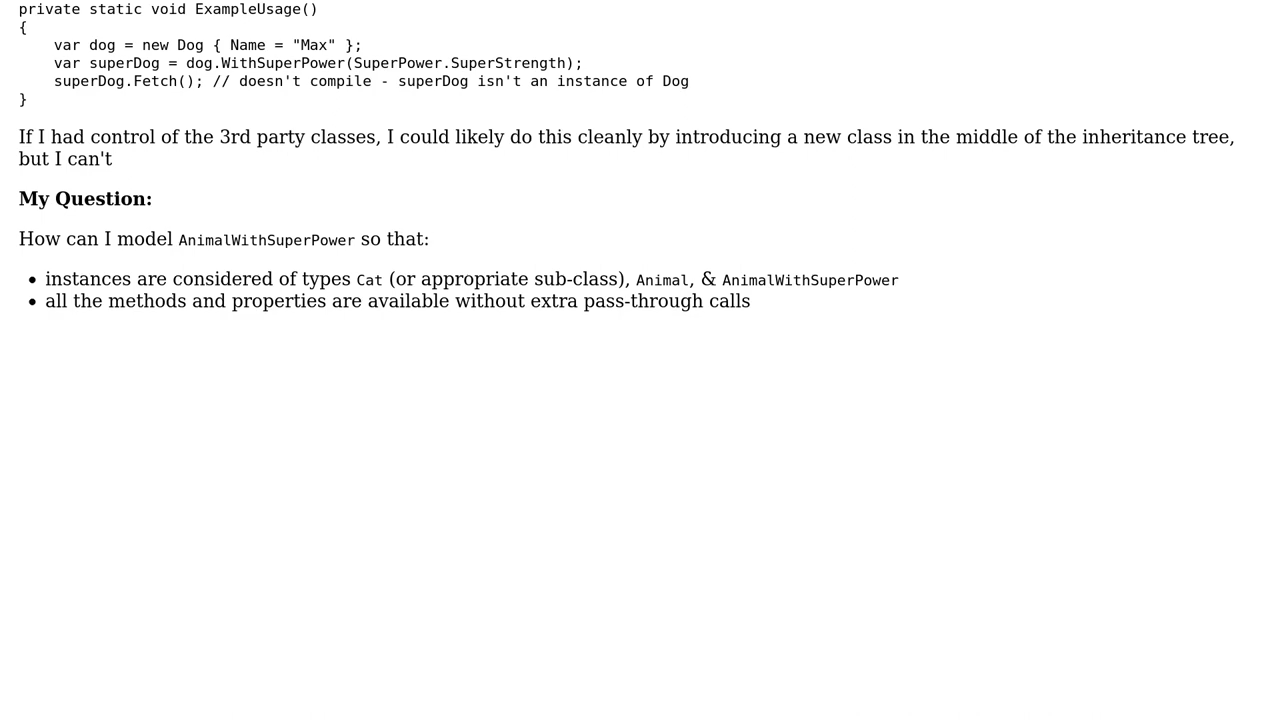 private static void ExampleUsage()
{
    var dog = new Dog { Name = "Max" };
    var superDog = dog.WithSuperPower(SuperPower.SuperStrength);
    superDog.Fetch(); // doesn't compile - superDog isn't an instance of Dog
}
If I had control of the 3rd party classes, I could likely do this cleanly by introducing a new class in the middle of the inheritance tree,
but I can't
My Question:
How can I model AnimalWithSuperPower so that:
• instances are considered of types Cat (or appropriate sub-class), Animal, & AnimalWithSuperPower
• all the methods and properties are available without extra pass-through calls